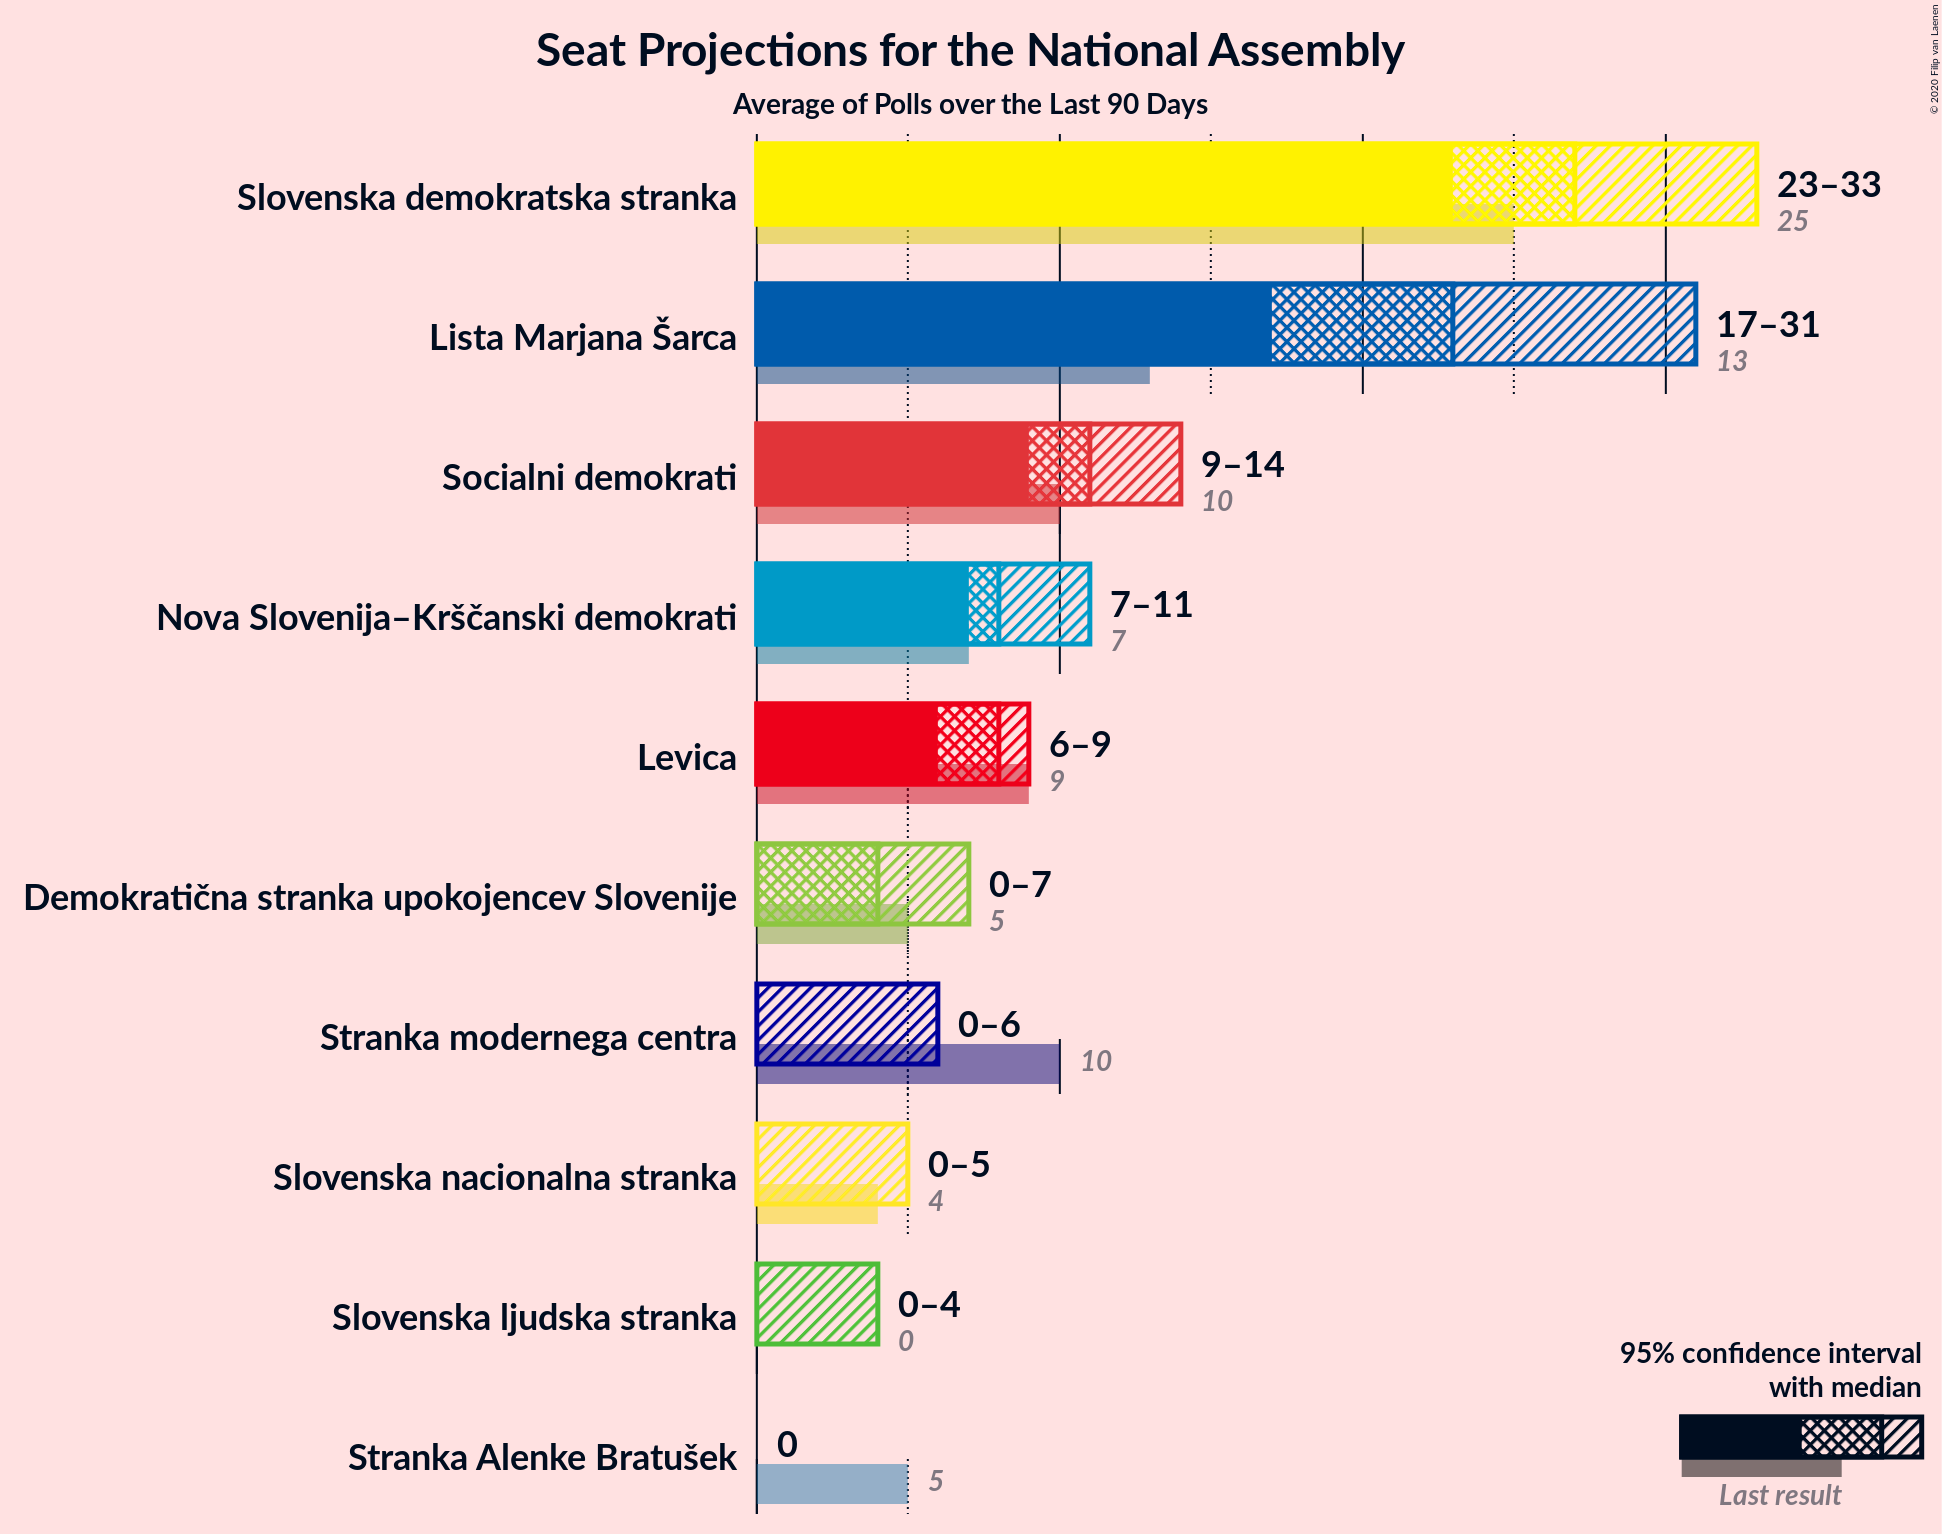 Seat Projections for the National Assembly
Average of Polls over the Last 90 Days
© 2020 Filip van Laenen
Slovenska demokratska stranka
23–33
25
Lista Marjana Šarca
17–31
13
Socialni demokrati
9–14
10
Nova Slovenija–Krščanski demokrati
7–11
7
Levica
6–9
9
Demokratična stranka upokojencev Slovenije
0–7
5
Stranka modernega centra
0–6
10
Slovenska nacionalna stranka
0–5
4
Slovenska ljudska stranka
0–4
0
Stranka Alenke Bratušek
0
5
95% confidence interval
with median
Last result